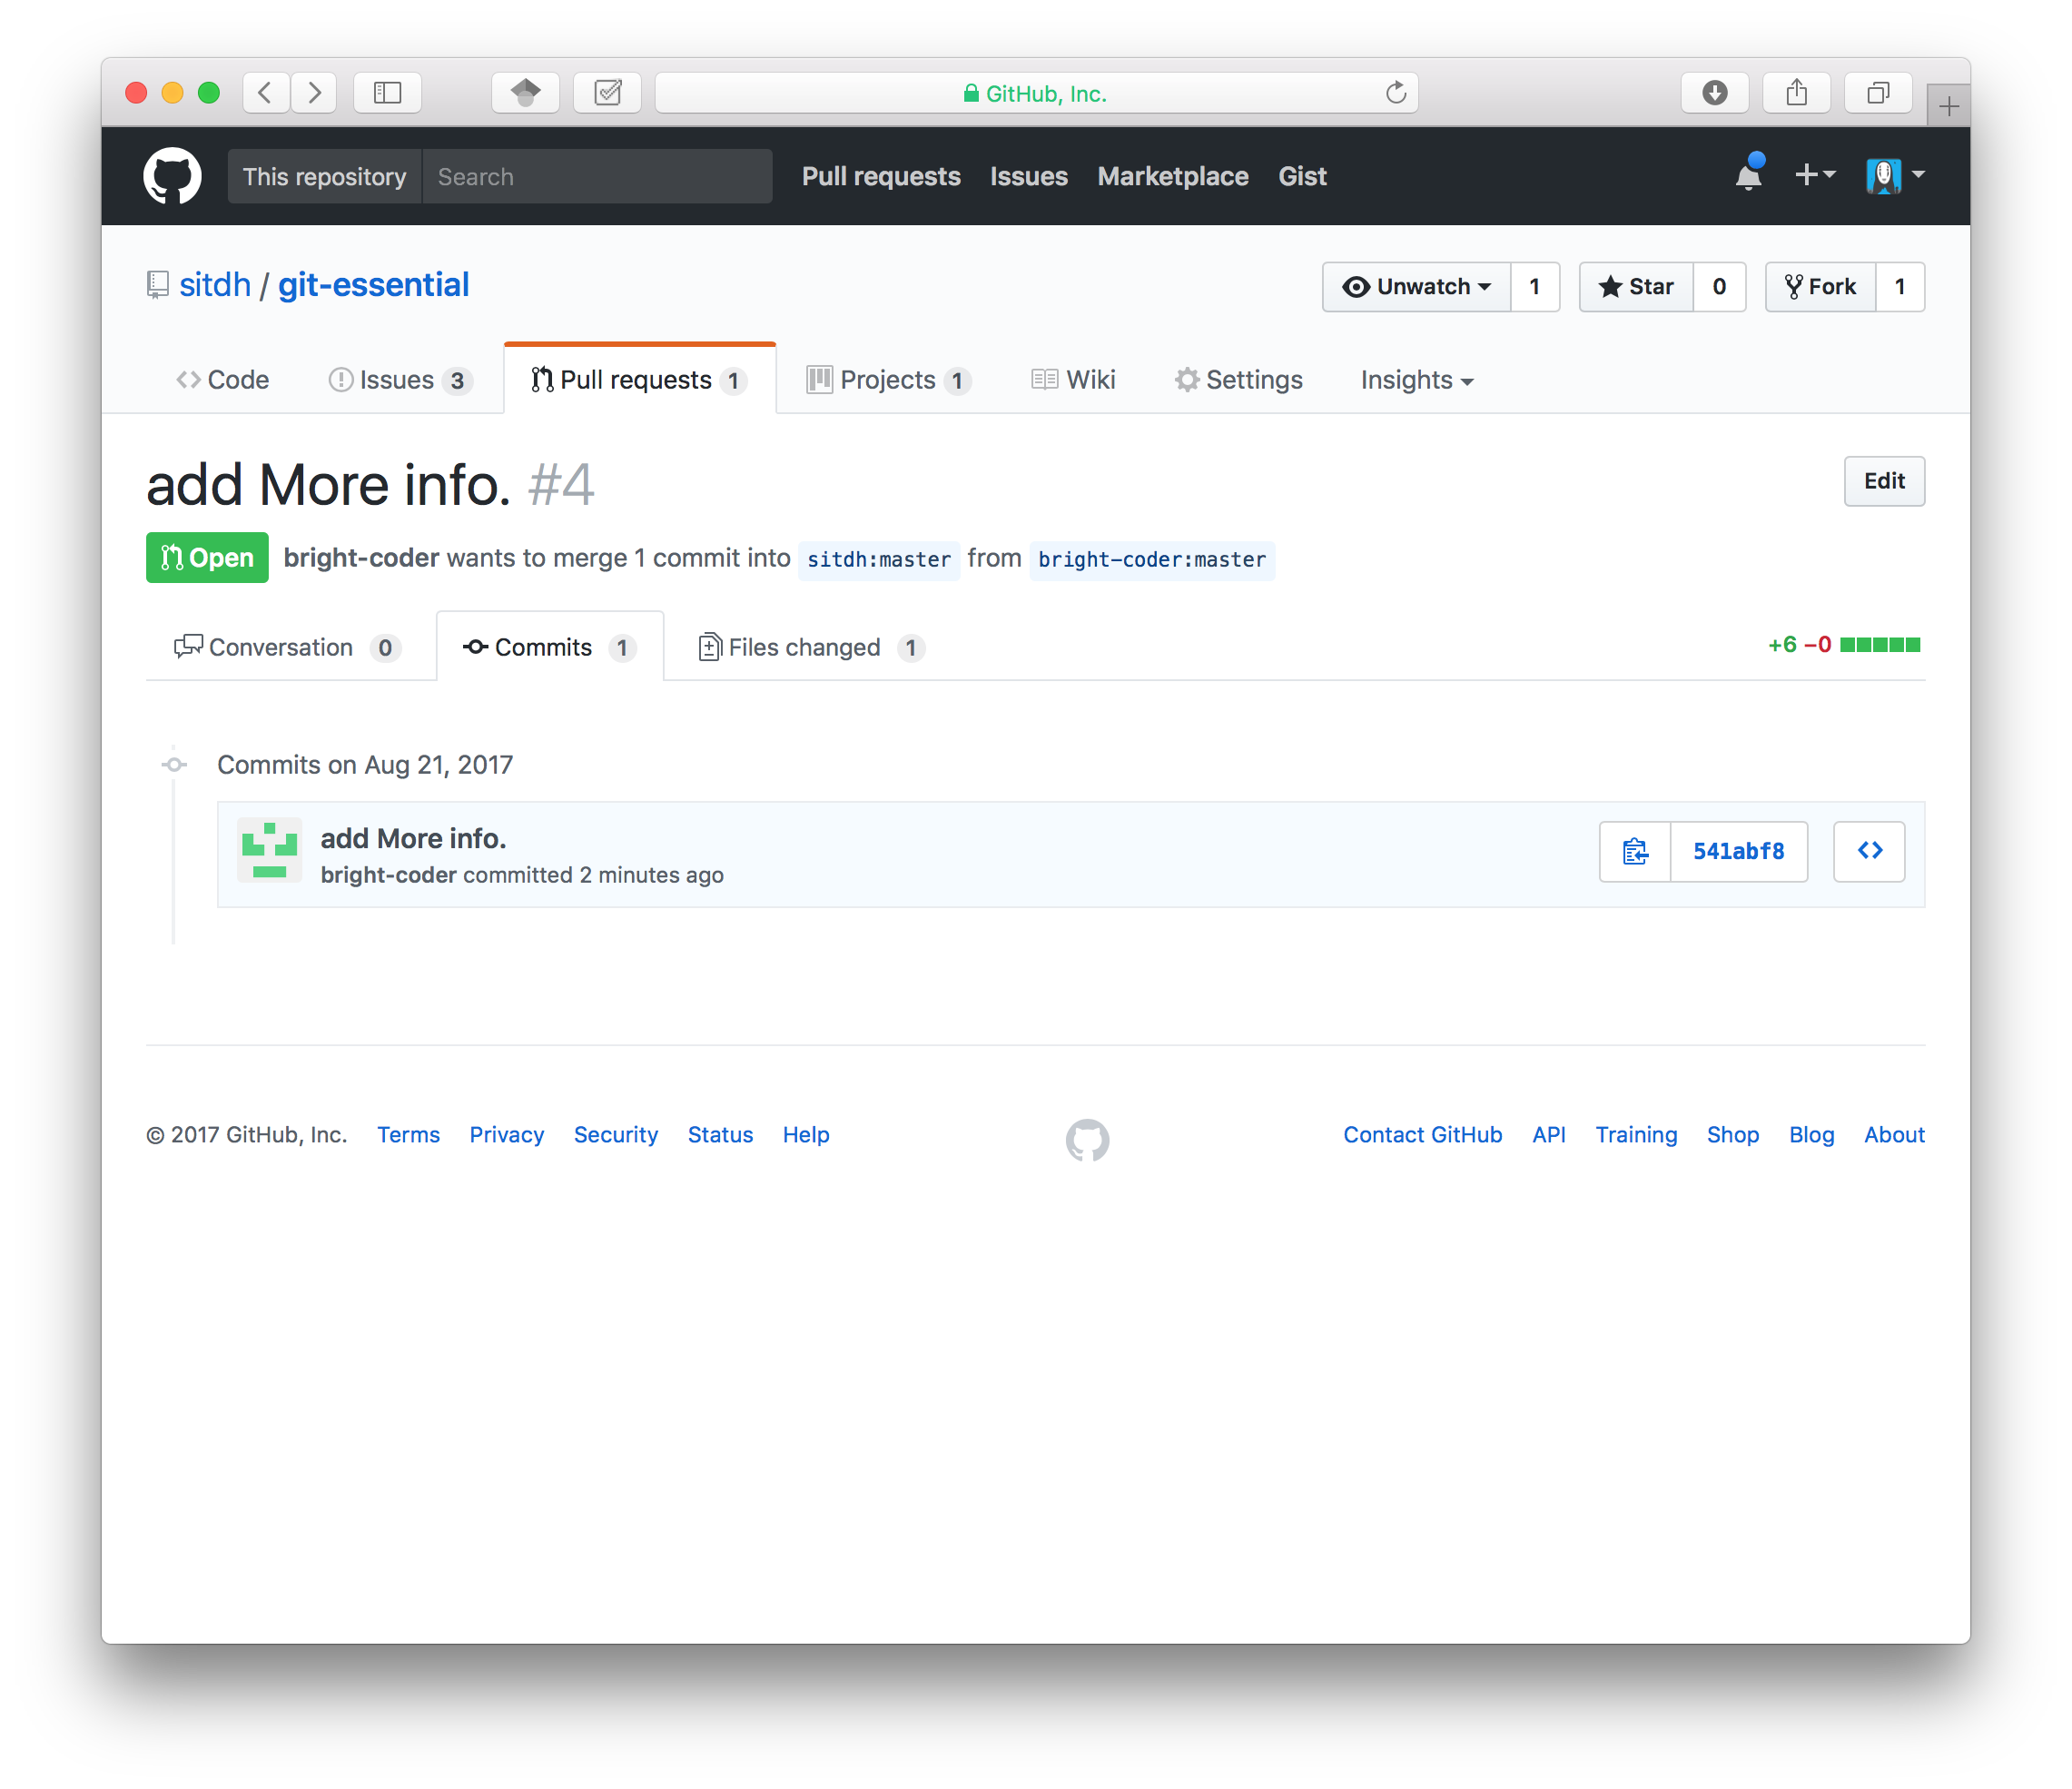 GitHub, Inc.
This repository Search Pull requests Issues Marketplace Gist
sitdh / git-essential Unwatch 1 Star 0 Fork 1
Code Issues 3 Pull requests 1 Projects 1 Wiki Settings Insights
add More info. #4 Edit
Open bright-coder wants to merge 1 commit into sitdh:master from bright-coder:master
Conversation 0 Commits 1 Files changed 1 +6 −0
Commits on Aug 21, 2017
add More info.
bright-coder committed 2 minutes ago
541abf8
© 2017 GitHub, Inc. Terms Privacy Security Status Help Contact GitHub API Training Shop Blog About